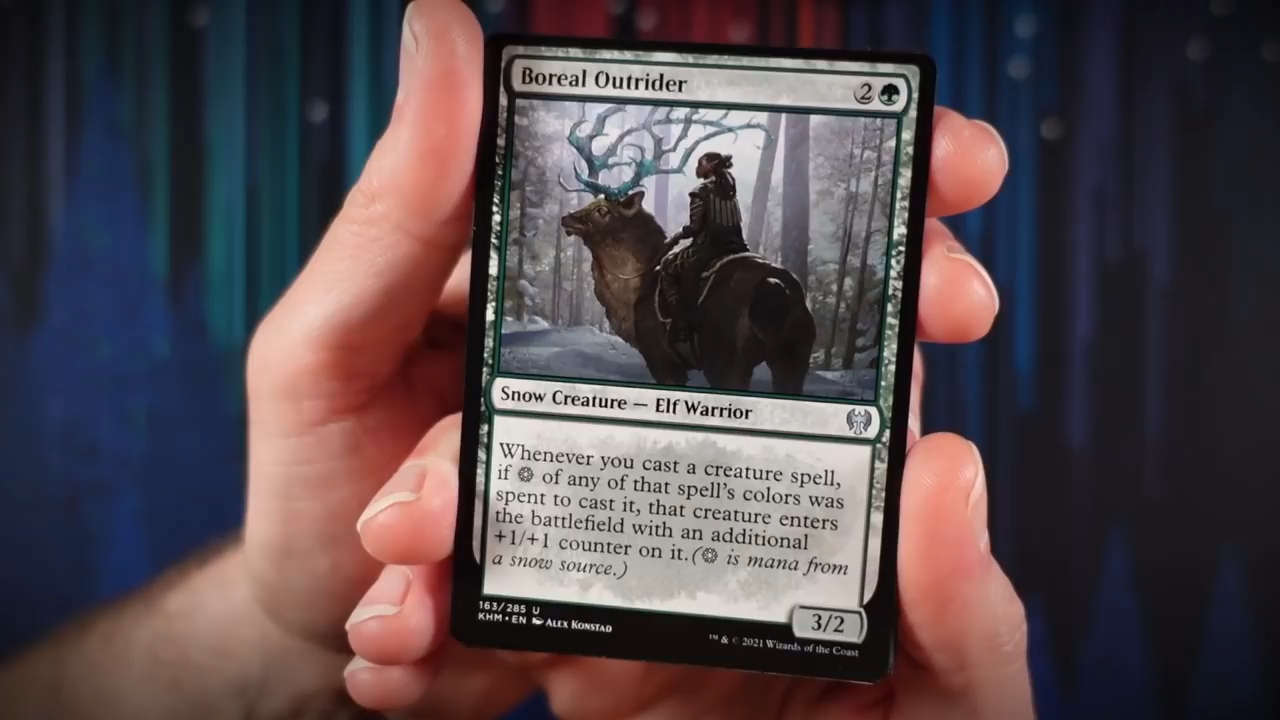 Boreal Outrider 2
Snow Creature — Elf Warrior
Whenever you cast a creature spell,
if of any of that spell's colors was
spent to cast it, that creature enters
the battlefield with an additional
+1/+1 counter on it. ( is mana from
a snow source.)
3/2
163/285 U
KHM • EN Alex Konstad
™ & © 2021 Wizards of the Coast